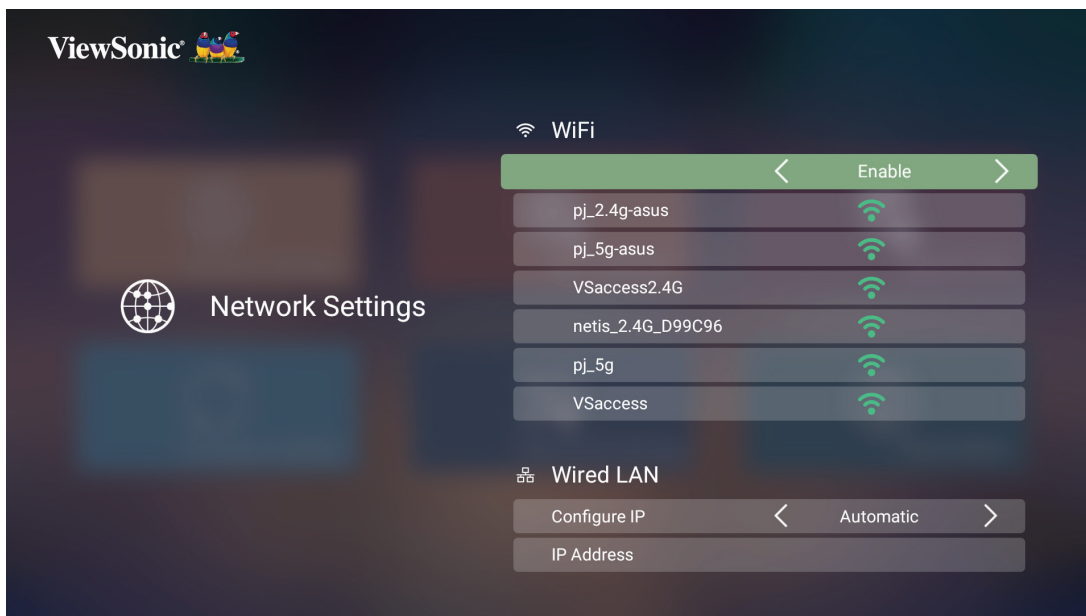 ViewSonic®
WiFi
Enable
pj_2.4g-asus
pj_5g-asus
VSaccess2.4G
Network Settings
netis_2.4G_D99C96
pj_5g
VSaccess
Wired LAN
Configure IP Automatic
IP Address